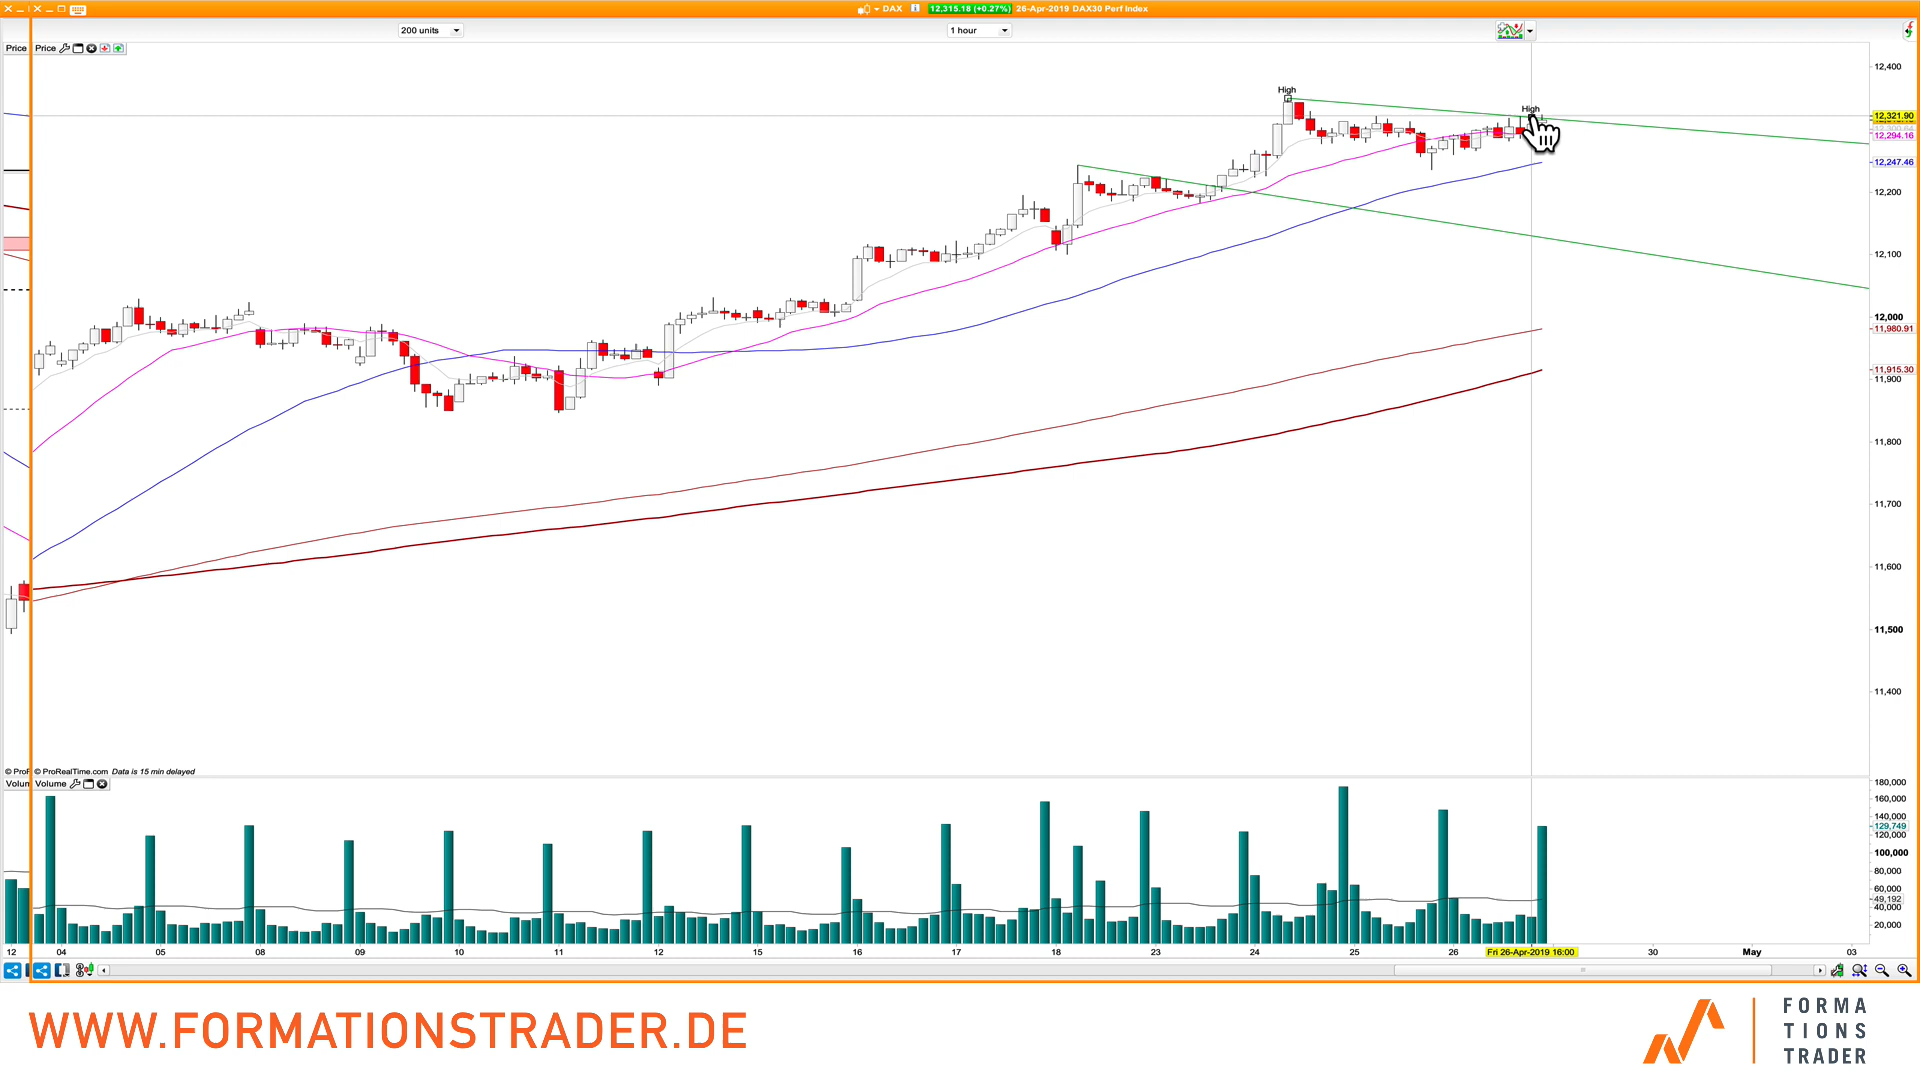 DAX 12,315.18 (+0.27%) 26-Apr-2019 DAX30 Perf Index
200 units
1 hour
Price
Price
12,400
High
High
12,321.90
12,294.16
12,247.46
12,200
12,100
12,000
11,980.91
11,915.30
11,900
11,800
11,700
11,600
11,500
11,400
© ProF
© ProRealTime.com Data is 15 min delayed
Volun
Volume
180,000
160,000
140,000
129,749
120,000
100,000
80,000
60,000
49,192
40,000
20,000
12 04 05 08 09 10 11 12 15 16 17 18 23 24 25 26 Fri 26-Apr-2019 16:00 30 May 03
WWW.FORMATIONSTRADER.DE
FORMA
TIONS
TRADER